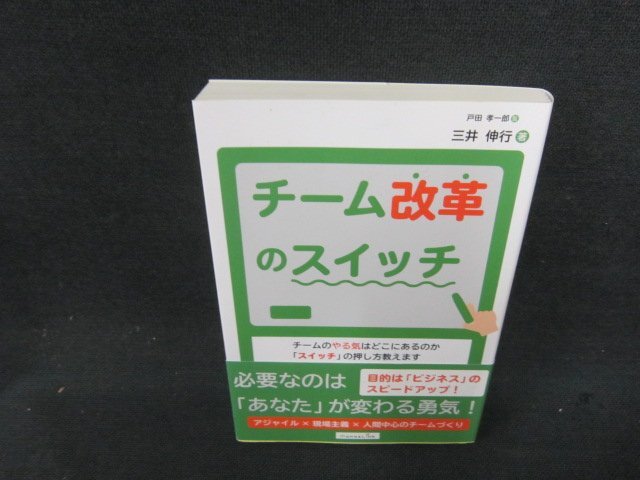 戸田 孝一郎
三井 伸行 著
チーム改革
のスイッチ
チームのやる気はどこにあるのか
「スイッチ」の押し方教えます
必要なのは
目的は「ビジネス」の
スピードアップ！
「あなた」が変わる勇気！
アジャイル×現場主義×人間中心のチームづくり